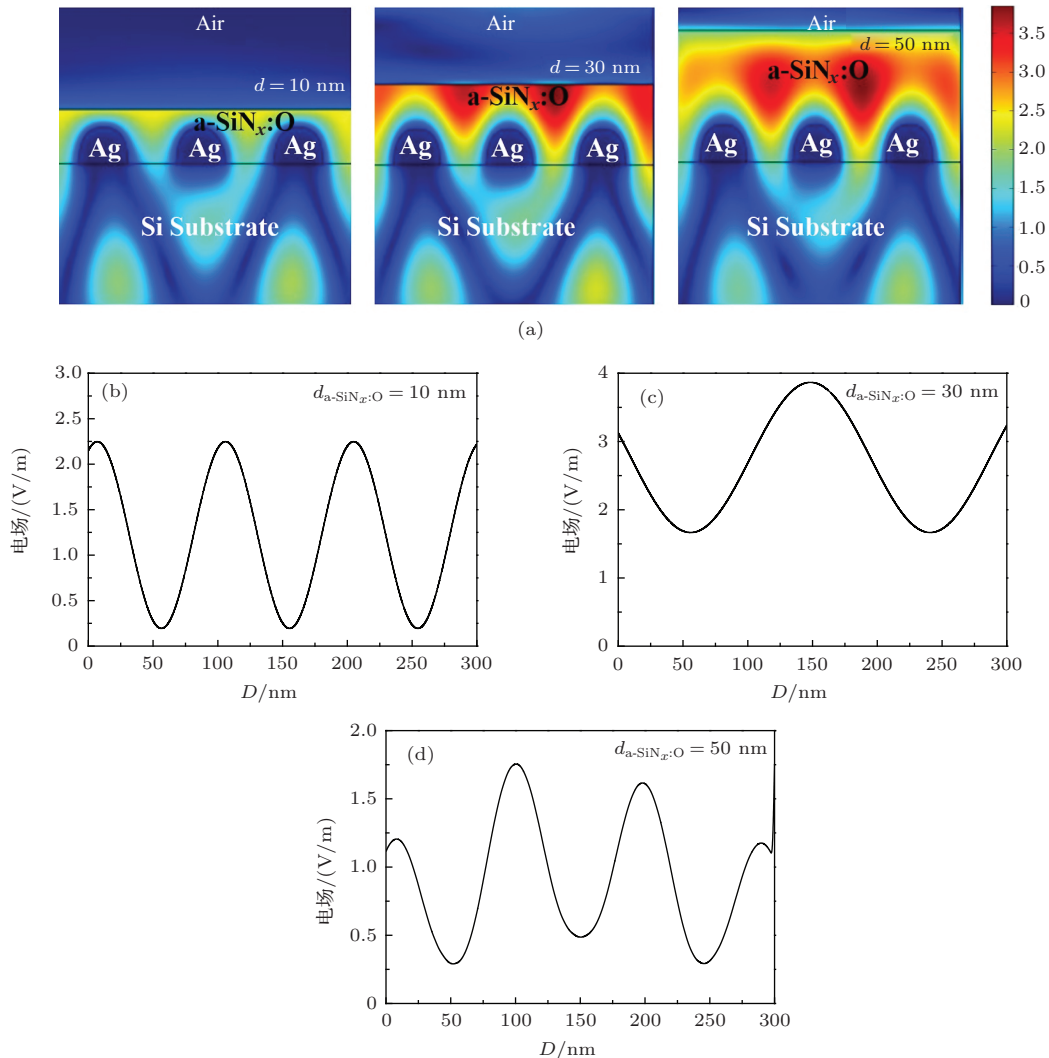 Air
d = 10 nm
a-SiNx:O
Ag Ag Ag
Si Substrate
Air
d = 30 nm
a-SiNx:O
Ag Ag Ag
Si Substrate
Air
d = 50 nm
a-SiNx:O
Ag Ag Ag
Si Substrate
3.5
3.0
2.5
2.0
1.5
1.0
0.5
0
(a)
(b)
d a-SiNx:O = 10 nm
3.0
2.5
2.0
1.5
1.0
0.5
0
电场/(V/m)
0 50 100 150 200 250 300
D/nm
(c)
d a-SiNx:O = 30 nm
4
3
2
1
0
电场/(V/m)
0 50 100 150 200 250 300
D/nm
(d)
d a-SiNx:O = 50 nm
2.0
1.5
1.0
0.5
0
电场/(V/m)
0 50 100 150 200 250 300
D/nm